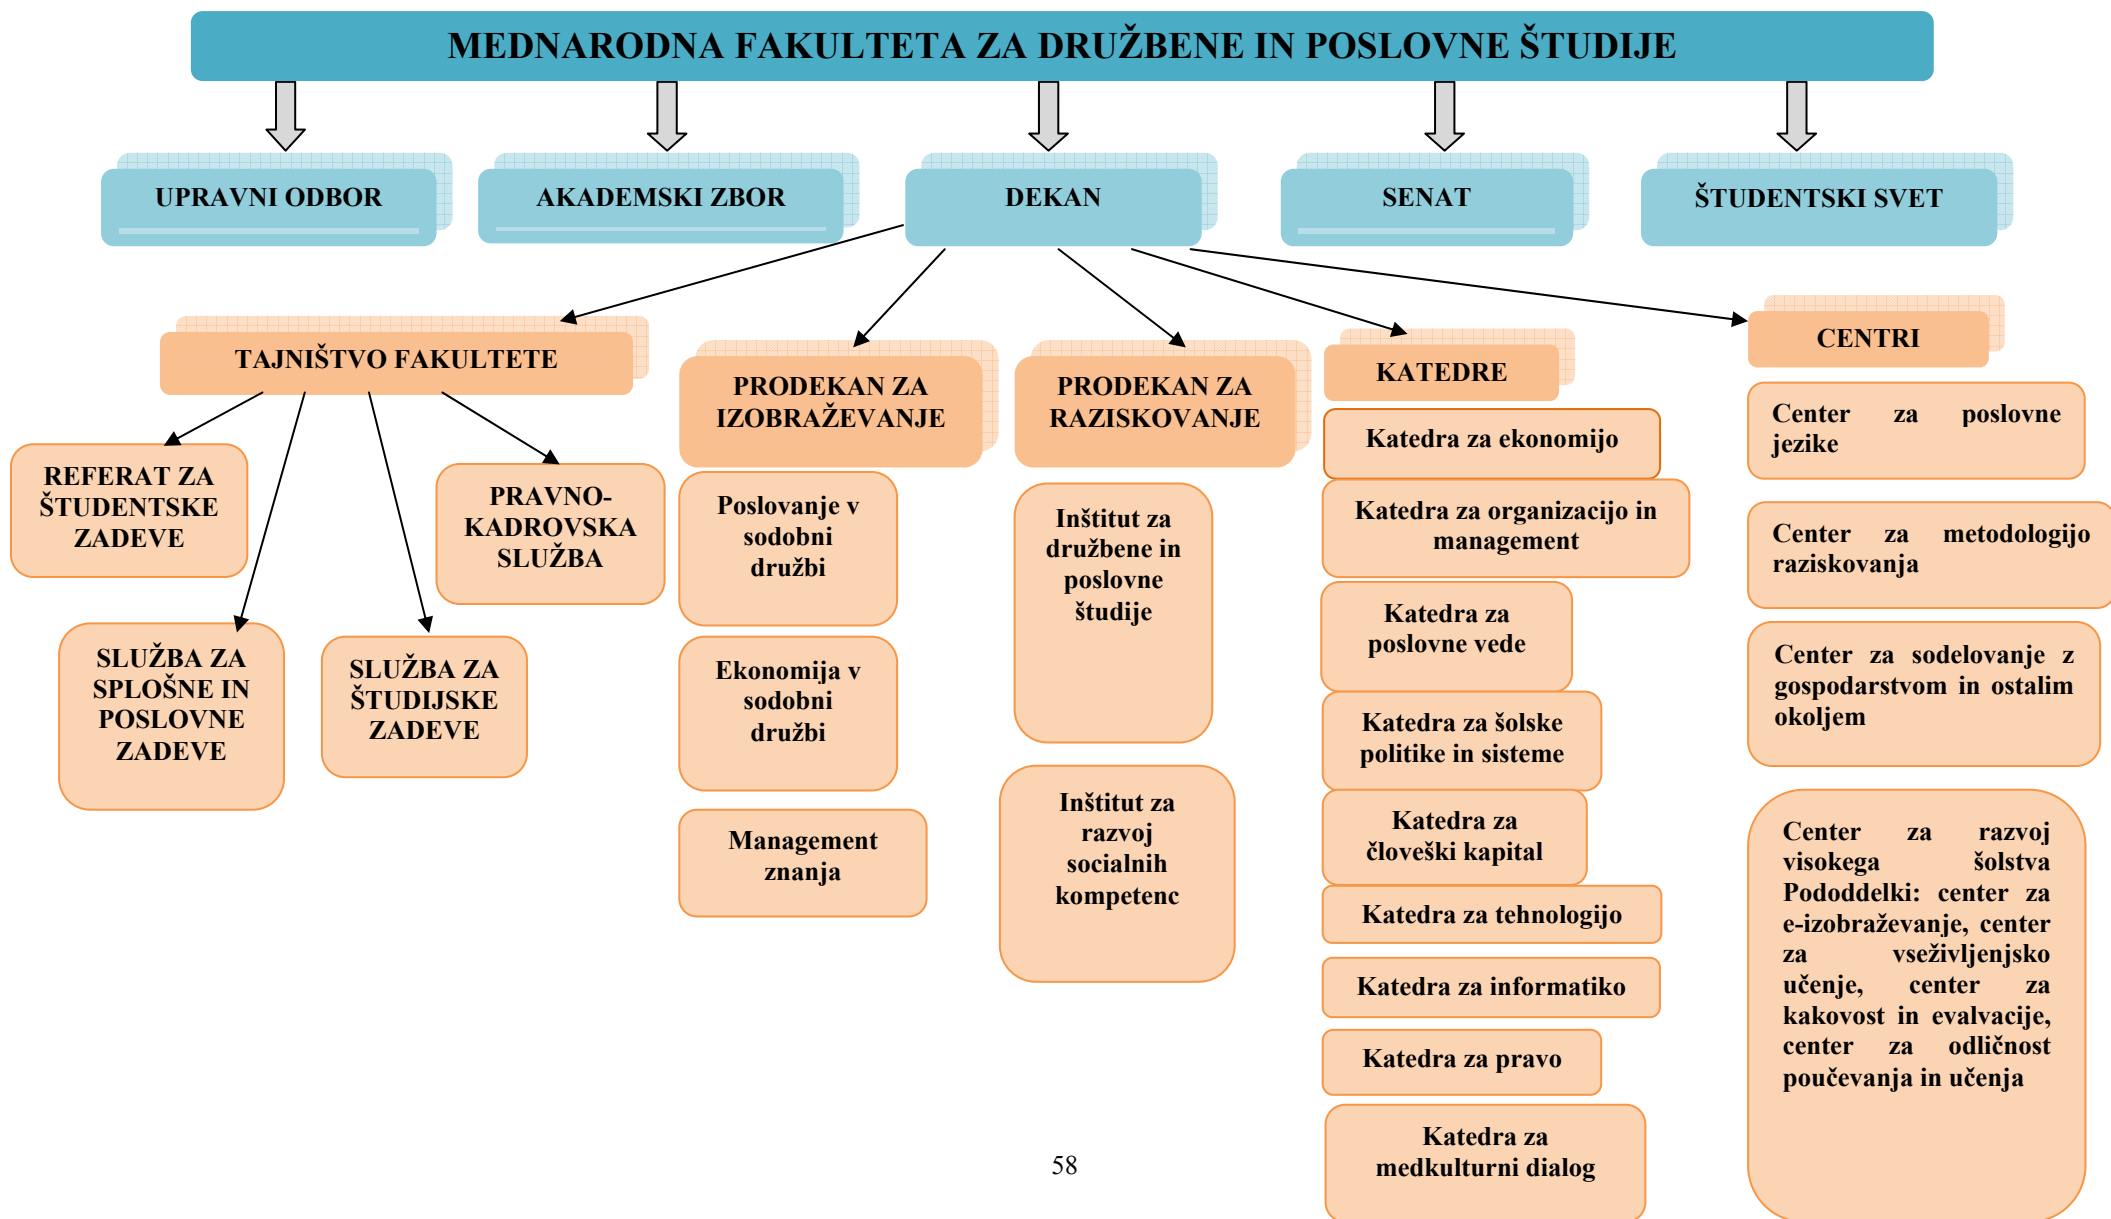 MEDNARODNA FAKULTETA ZA DRUŽBENE IN POSLOVNE ŠTUDIJE
UPRAVNI ODBOR
AKADEMSKI ZBOR
DEKAN
SENAT
ŠTUDENTSKI SVET
TAJNIŠTVO FAKULTETE
REFERAT ZA
ŠTUDENTSKE
ZADEVE
SLUŽBA ZA
SPLOŠNE IN
POSLOVNE
ZADEVE
SLUŽBA ZA
ŠTUDIJSKE
ZADEVE
PRAVNO-
KADROVSKA
SLUŽBA
PRODEKAN ZA
IZOBRAŽEVANJE
Poslovanje v
sodobni
družbi
Ekonomija v
sodobni
družbi
Management
znanja
PRODEKAN ZA
RAZISKOVANJE
Inštitut za
družbene in
poslovne
študije
Inštitut za
razvoj
socialnih
kompetenc
KATEDRE
Katedra za ekonomijo
Katedra za organizacijo in
management
Katedra za
poslovne vede
Katedra za šolske
politike in sisteme
Katedra za
človeški kapital
Katedra za tehnologijo
Katedra za informatiko
Katedra za pravo
Katedra za
medkulturni dialog
CENTRI
Center za poslovne
jezike
Center za metodologijo
raziskovanja
Center za sodelovanje z
gospodarstvom in ostalim
okoljem
Center za razvoj
visokega šolstva
Pododdelki: center za
e-izobraževanje, center
za vseživljenjsko
učenje, center za
kakovost in evalvacije,
center za odličnost
poučevanja in učenja
58